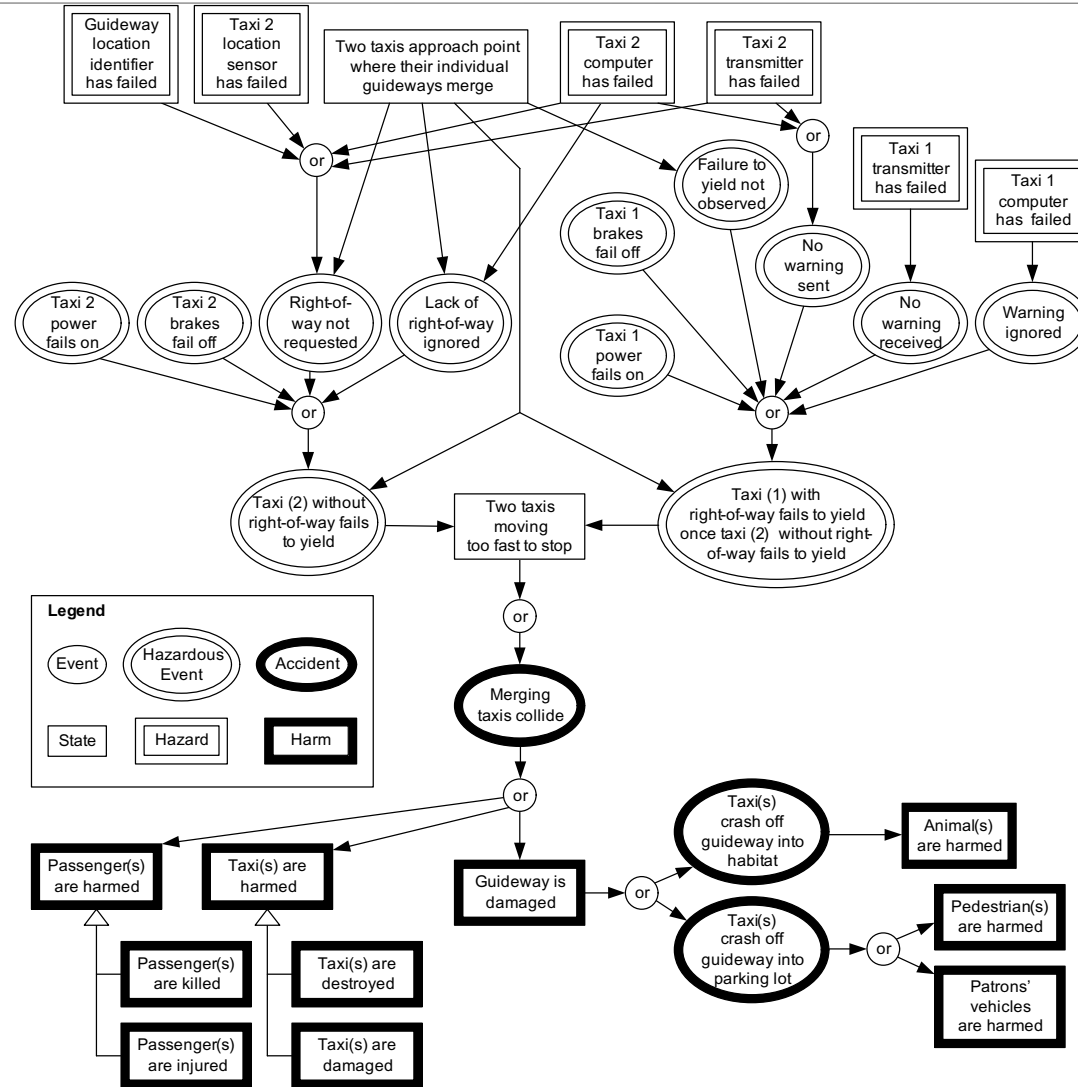 Guideway
location
identifier
has failed
Taxi 2
location
sensor
has failed
Two taxis approach point
where their individual
guideways merge
Taxi 2
computer
has failed
Taxi 2
transmitter
has failed
or
or
Failure to
yield not
observed
Taxi 1
transmitter
has failed
Taxi 1
computer
has failed
Taxi 1
brakes
fail off
No
warning
sent
Taxi 2
power
fails on
Taxi 2
brakes
fail off
Right-of-
way not
requested
Lack of
right-of-way
ignored
Taxi 1
power
fails on
No
warning
received
Warning
ignored
or
or
Taxi (2) without
right-of-way fails
to yield
Two taxis
moving
too fast to stop
Taxi (1) with
right-of-way fails to yield
once taxi (2) without right-
of-way fails to yield
or
Legend
Event
Hazardous
Event
Accident
State
Hazard
Harm
Merging
taxis collide
or
Passenger(s)
are harmed
Taxi(s) are
harmed
Guideway is
damaged
or
Taxi(s)
crash off
guideway into
habitat
Animal(s)
are harmed
Taxi(s)
crash off
guideway into
parking lot
or
Pedestrian(s)
are harmed
Patrons'
vehicles
are harmed
Passenger(s)
are killed
Taxi(s) are
destroyed
Passenger(s)
are injured
Taxi(s) are
damaged